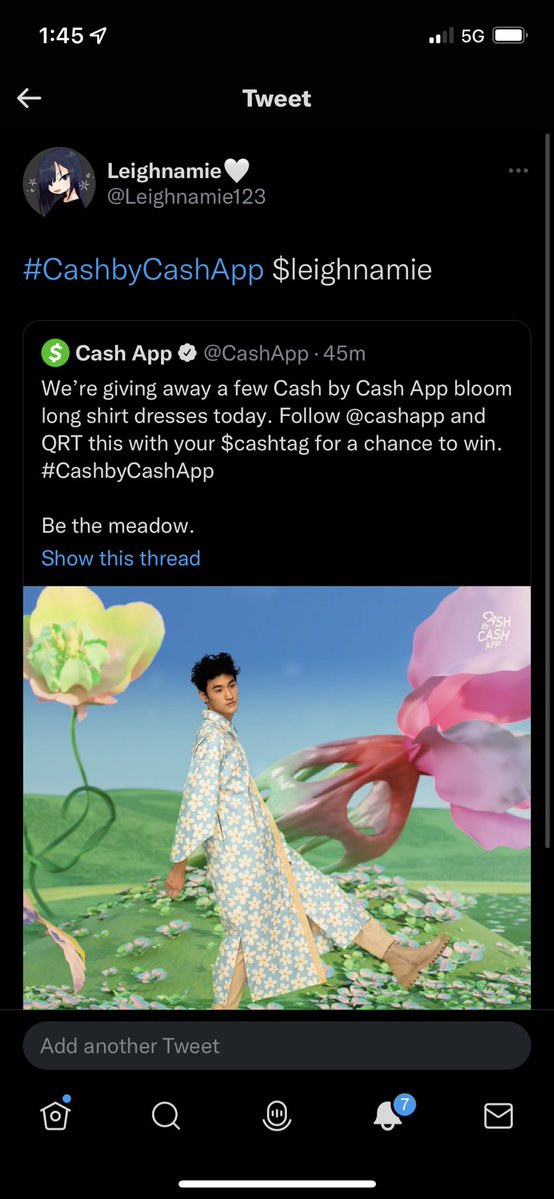 1:45
5G
Tweet
Leighnamie🤍
@Leighnamie123
#CashbyCashApp $leighnamie
Cash App @CashApp · 45m
We’re giving away a few Cash by Cash App bloom
long shirt dresses today. Follow @cashapp and
QRT this with your $cashtag for a chance to win.
#CashbyCashApp
Be the meadow.
Show this thread
CASH
BY
CASH
APP
Add another Tweet
7